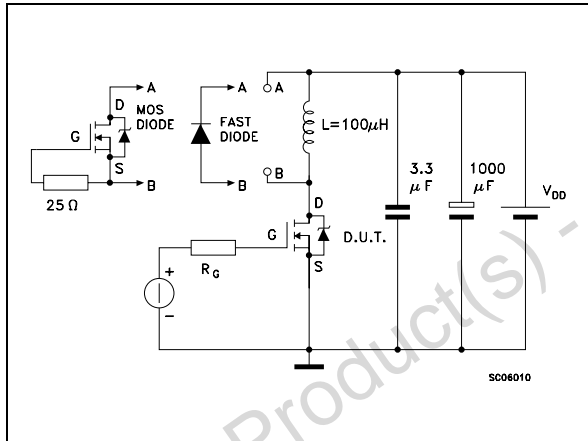 A
D
MOS
DIODE
G
S
B
25 Ω
A
FAST
DIODE
B
A
L=100μH
B
D
G
D.U.T.
S
RG
+
−
3.3
μF
1000
μF
VDD
SC06010
Product(s) -